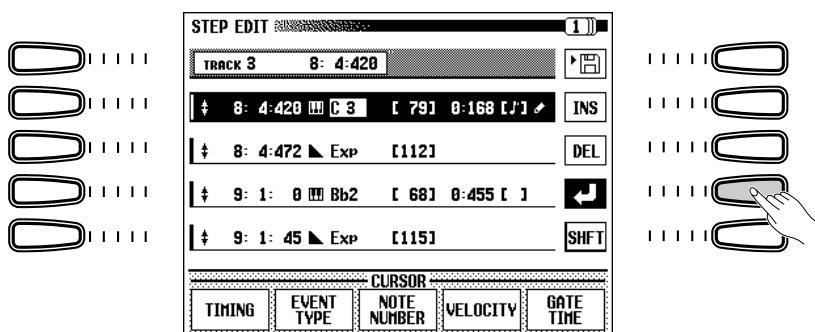 STEP EDIT 1
TRACK 3 8: 4:420
8: 4:420 C 3 [ 79] 0:168 [♪] INS
8: 4:472 Exp [112] DEL
9: 1: 0 Bb2 [ 68] 0:455 [ ]
9: 1: 45 Exp [115] SHFT
CURSOR
TIMING EVENT TYPE NOTE NUMBER VELOCITY GATE TIME